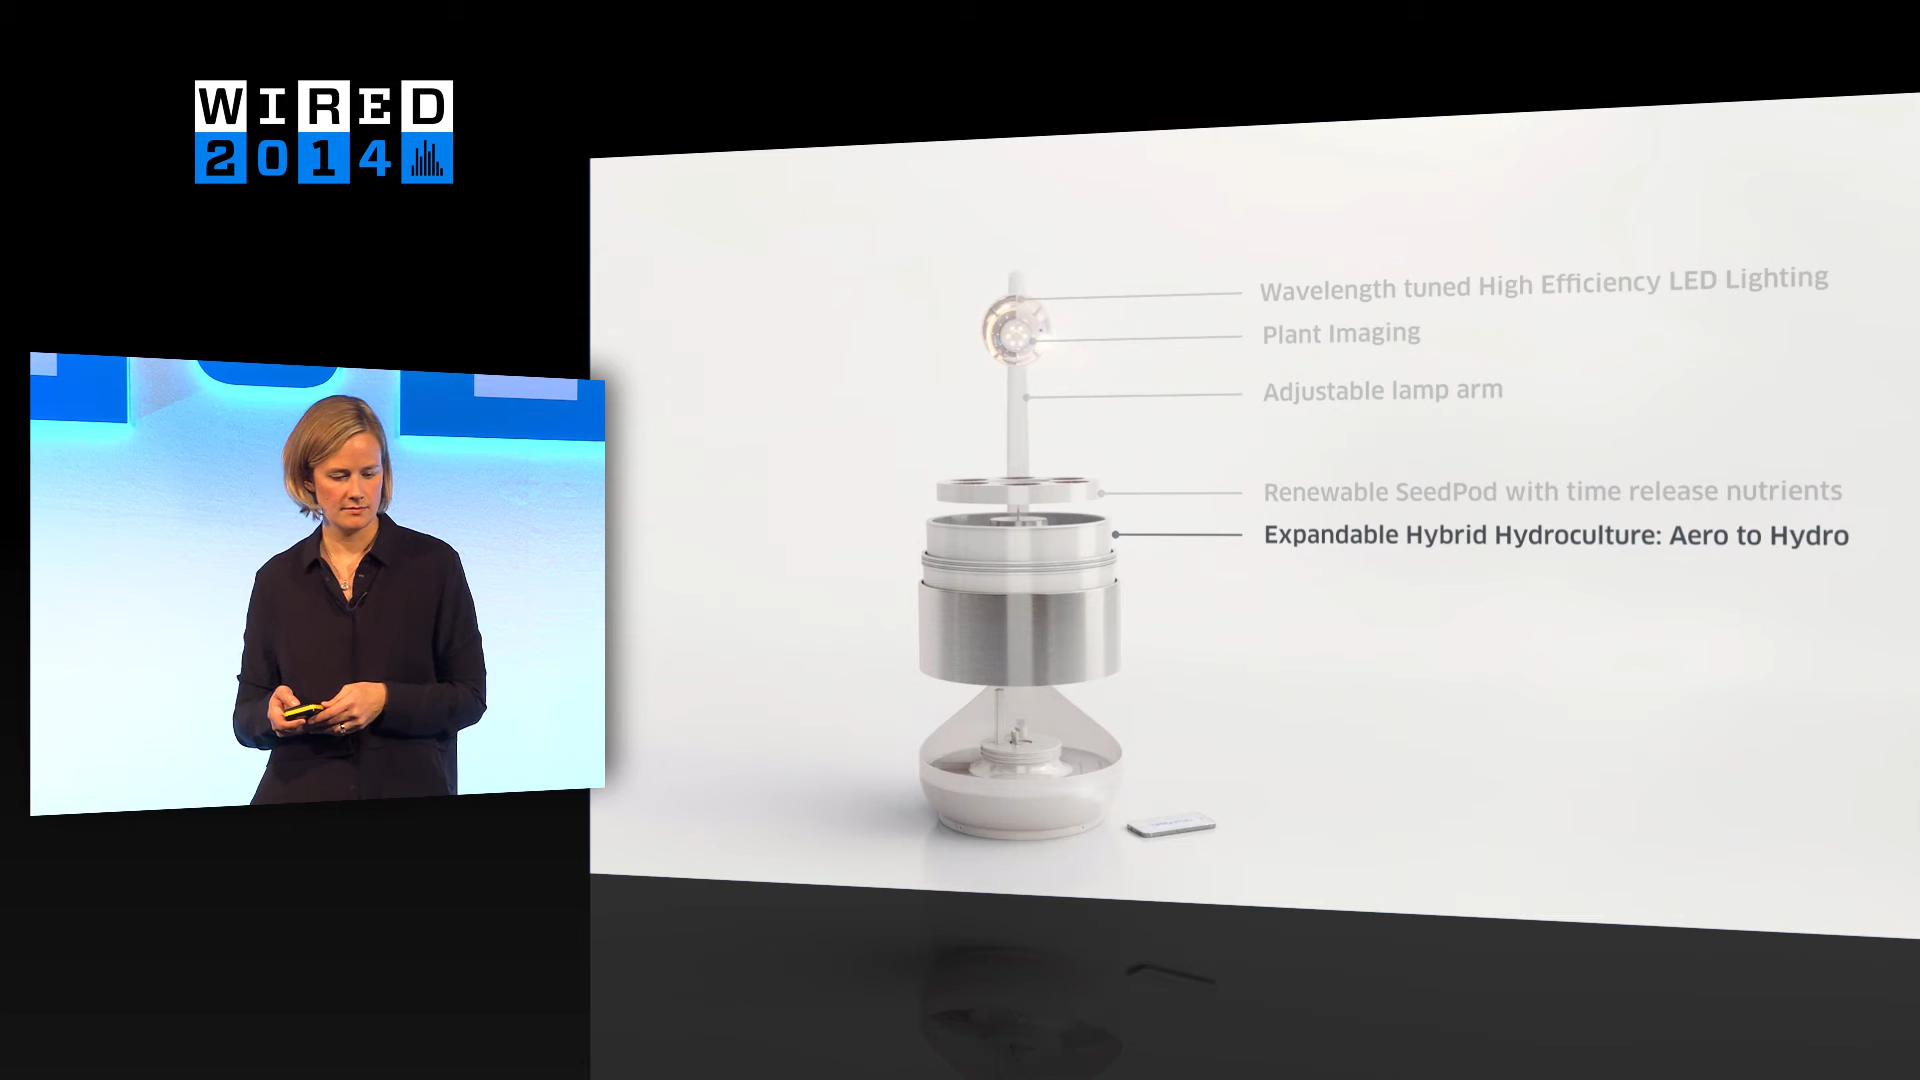 WIRED
2014
Wavelength tuned High Efficiency LED Lighting
Plant Imaging
Adjustable lamp arm
Renewable SeedPod with time release nutrients
Expandable Hybrid Hydroculture: Aero to Hydro